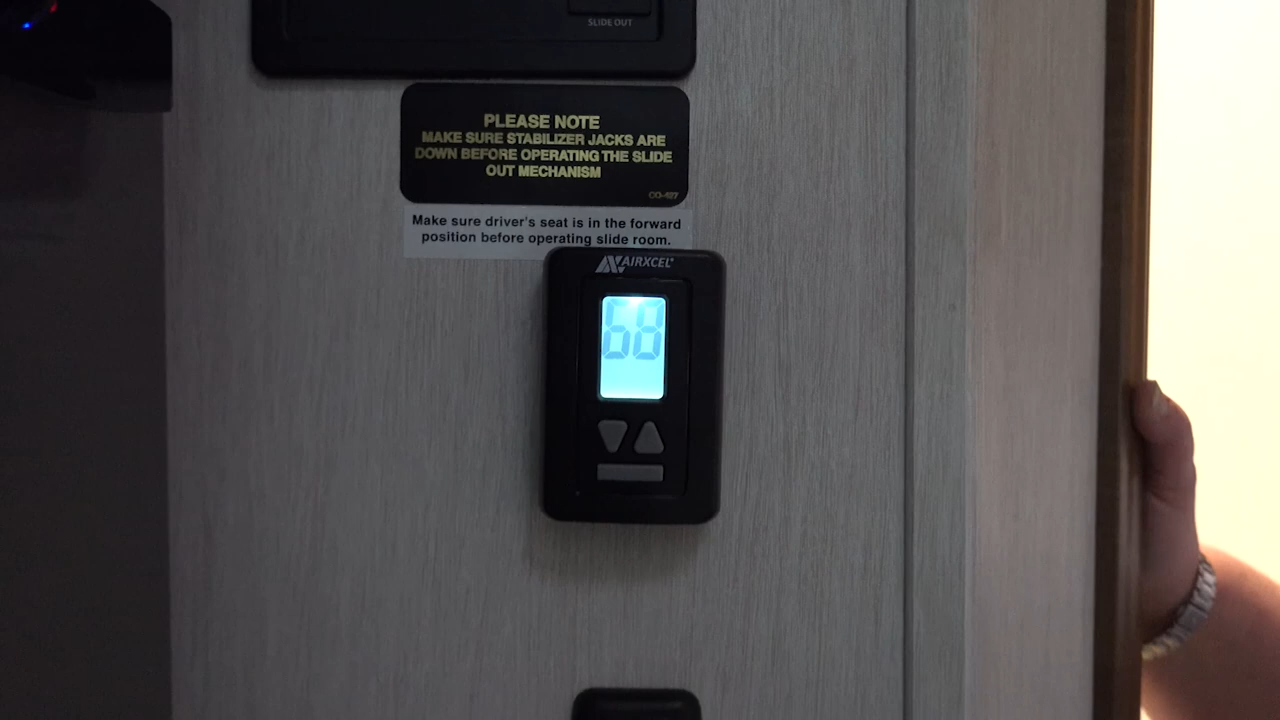 SLIDE OUT
PLEASE NOTE
MAKE SURE STABILIZER JACKS ARE
DOWN BEFORE OPERATING THE SLIDE
OUT MECHANISM
CO-487
Make sure driver's seat is in the forward
position before operating slide room.
AIRXCEL®
68